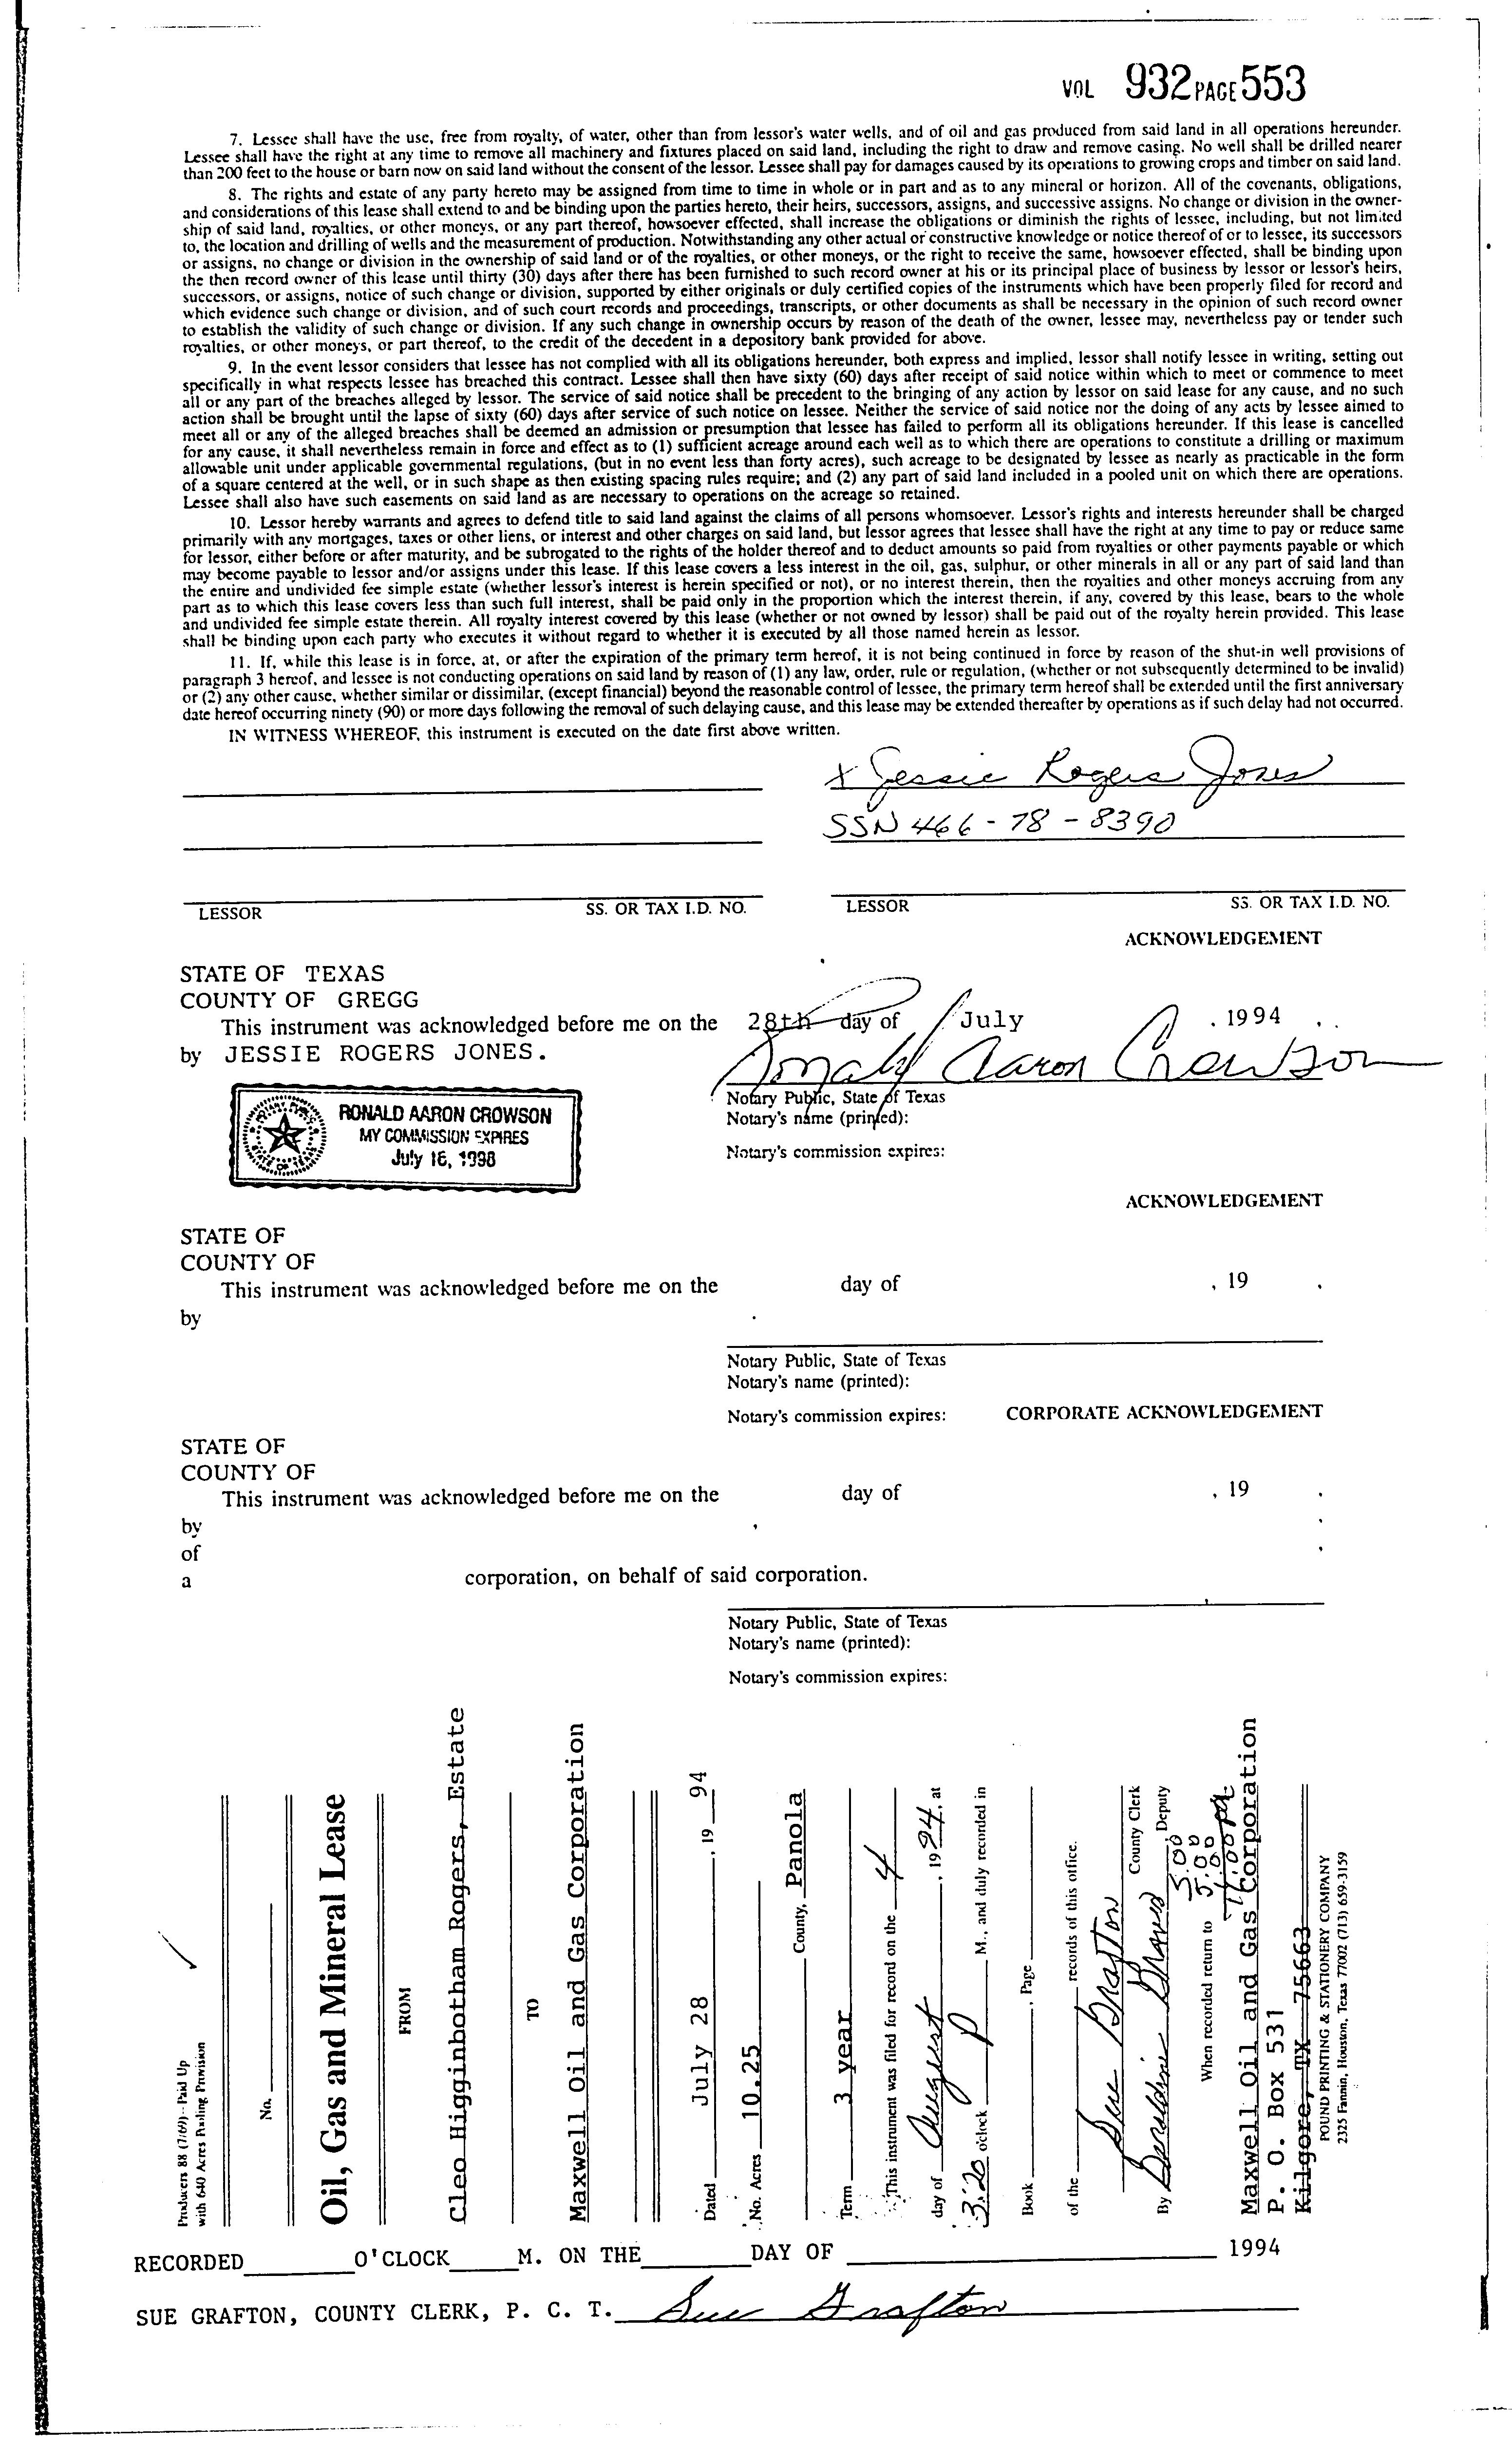 VOL 932 PAGE 553
7. Lessee shall have the use, free from royalty, of water, other than from lessor's water wells, and of oil and gas produced from said land in all operations hereunder.
Lessee shall have the right at any time to remove all machinery and fixtures placed on said land, including the right to draw and remove casing. No well shall be drilled nearer
than 200 feet to the house or barn now on said land without the consent of the lessor. Lessee shall pay for damages caused by its operations to growing crops and timber on said land.
8. The rights and estate of any party hereto may be assigned from time to time in whole or in part and as to any mineral or horizon. All of the covenants, obligations,
and considerations of this lease shall extend to and be binding upon the parties hereto, their heirs, successors, assigns, and successive assigns. No change or division in the owner-
ship of said land, royalties, or other moneys, or any part thereof, howsoever effected, shall increase the obligations or diminish the rights of lessee, including, but not limited
to, the location and drilling of wells and the measurement of production. Notwithstanding any other actual or constructive knowledge or notice thereof of or to lessee, its successors
or assigns, no change or division in the ownership of said land or of the royalties, or other moneys, or the right to receive the same, howsoever effected, shall be binding upon
the then record owner of this lease until thirty (30) days after there has been furnished to such record owner at his or its principal place of business by lessor or lessor's heirs,
successors, or assigns, notice of such change or division, supported by either originals or duly certified copies of the instruments which have been properly filed for record and
which evidence such change or division, and of such court records and proceedings, transcripts, or other documents as shall be necessary in the opinion of such record owner
to establish the validity of such change or division. If any such change in ownership occurs by reason of the death of the owner, lessee may, nevertheless pay or tender such
royalties, or other moneys, or part thereof, to the credit of the decedent in a depository bank provided for above.
9. In the event lessor considers that lessee has not complied with all its obligations hereunder, both express and implied, lessor shall notify lessee in writing, setting out
specifically in what respects lessee has breached this contract. Lessee shall then have sixty (60) days after receipt of said notice within which to meet or commence to meet
all or any part of the breaches alleged by lessor. The service of said notice shall be precedent to the bringing of any action by lessor on said lease for any cause, and no such
action shall be brought until the lapse of sixty (60) days after service of such notice on lessee. Neither the service of said notice nor the doing of any acts by lessee aimed to
meet all or any of the alleged breaches shall be deemed an admission or presumption that lessee has failed to perform all its obligations hereunder. If this lease is cancelled
for any cause, it shall nevertheless remain in force and effect as to (1) sufficient acreage around each well as to which there are operations to constitute a drilling or maximum
allowable unit under applicable governmental regulations, (but in no event less than forty acres), such acreage to be designated by lessee as nearly as practicable in the form
of a square centered at the well, or in such shape as then existing spacing rules require; and (2) any part of said land included in a pooled unit on which there are operations.
Lessee shall also have such easements on said land as are necessary to operations on the acreage so retained.
10. Lessor hereby warrants and agrees to defend title to said land against the claims of all persons whomsoever. Lessor's rights and interests hereunder shall be charged
primarily with any mortgages, taxes or other liens, or interest and other charges on said land, but lessor agrees that lessee shall have the right at any time to pay or reduce same
for lessor, either before or after maturity, and be subrogated to the rights of the holder thereof and to deduct amounts so paid from royalties or other payments payable or which
may become payable to lessor and/or assigns under this lease. If this lease covers a less interest in the oil, gas, sulphur, or other minerals in all or any part of said land than
the entire and undivided fee simple estate (whether lessor's interest is herein specified or not), or no interest therein, then the royalties and other moneys accruing from any
part as to which this lease covers less than such full interest, shall be paid only in the proportion which the interest therein, if any, covered by this lease, bears to the whole
and undivided fee simple estate therein. All royalty interest covered by this lease (whether or not owned by lessor) shall be paid out of the royalty herein provided. This lease
shall be binding upon each party who executes it without regard to whether it is executed by all those named herein as lessor.
11. If, while this lease is in force, at, or after the expiration of the primary term hereof, it is not being continued in force by reason of the shut-in well provisions of
paragraph 3 hereof, and lessee is not conducting operations on said land by reason of (1) any law, order, rule or regulation, (whether or not subsequently determined to be invalid)
or (2) any other cause, whether similar or dissimilar, (except financial) beyond the reasonable control of lessee, the primary term hereof shall be extended until the first anniversary
date hereof occurring ninety (90) or more days following the removal of such delaying cause, and this lease may be extended thereafter by operations as if such delay had not occurred.
IN WITNESS WHEREOF, this instrument is executed on the date first above written.
x Jessie Rogers Jones
SSN 466-78-8390
LESSOR SS. OR TAX I.D. NO. LESSOR SS. OR TAX I.D. NO.
ACKNOWLEDGEMENT
STATE OF TEXAS
COUNTY OF GREGG
This instrument was acknowledged before me on the 28th day of July , 1994 .
by JESSIE ROGERS JONES.
Ronald Aaron Crowson
Notary Public, State of Texas
Notary's name (printed):
Notary's commission expires:
RONALD AARON CROWSON
MY COMMISSION EXPIRES
July 16, 1998
ACKNOWLEDGEMENT
STATE OF
COUNTY OF
This instrument was acknowledged before me on the day of , 19 .
by
Notary Public, State of Texas
Notary's name (printed):
Notary's commission expires:
CORPORATE ACKNOWLEDGEMENT
STATE OF
COUNTY OF
This instrument was acknowledged before me on the day of , 19 .
by
of
a corporation, on behalf of said corporation.
Notary Public, State of Texas
Notary's name (printed):
Notary's commission expires:
Producers 88 (7/69)--Paid Up
with 640 Acres Pooling Provision
No.
Oil, Gas and Mineral Lease
FROM
Cleo Higginbotham Rogers, Estate
TO
Maxwell Oil and Gas Corporation
Dated July 28 , 19 94
No. Acres 10.25
County, Panola
Term 3 year
This instrument was filed for record on the 4
day of August , 1994, at
3:20 o'clock P M., and duly recorded in
Book , Page
of the records of this office.
Sue Grafton
County Clerk
By Geraldine Graves , Deputy
5.00
5.00
1.00
11.00 pd
When recorded return to
Maxwell Oil and Gas Corporation
P. O. Box 531
Kilgore, TX 75663
POUND PRINTING & STATIONERY COMPANY
2325 Fannin, Houston, Texas 77002 (713) 659-3159
RECORDED O'CLOCK M. ON THE DAY OF 1994
SUE GRAFTON, COUNTY CLERK, P. C. T. Sue Grafton